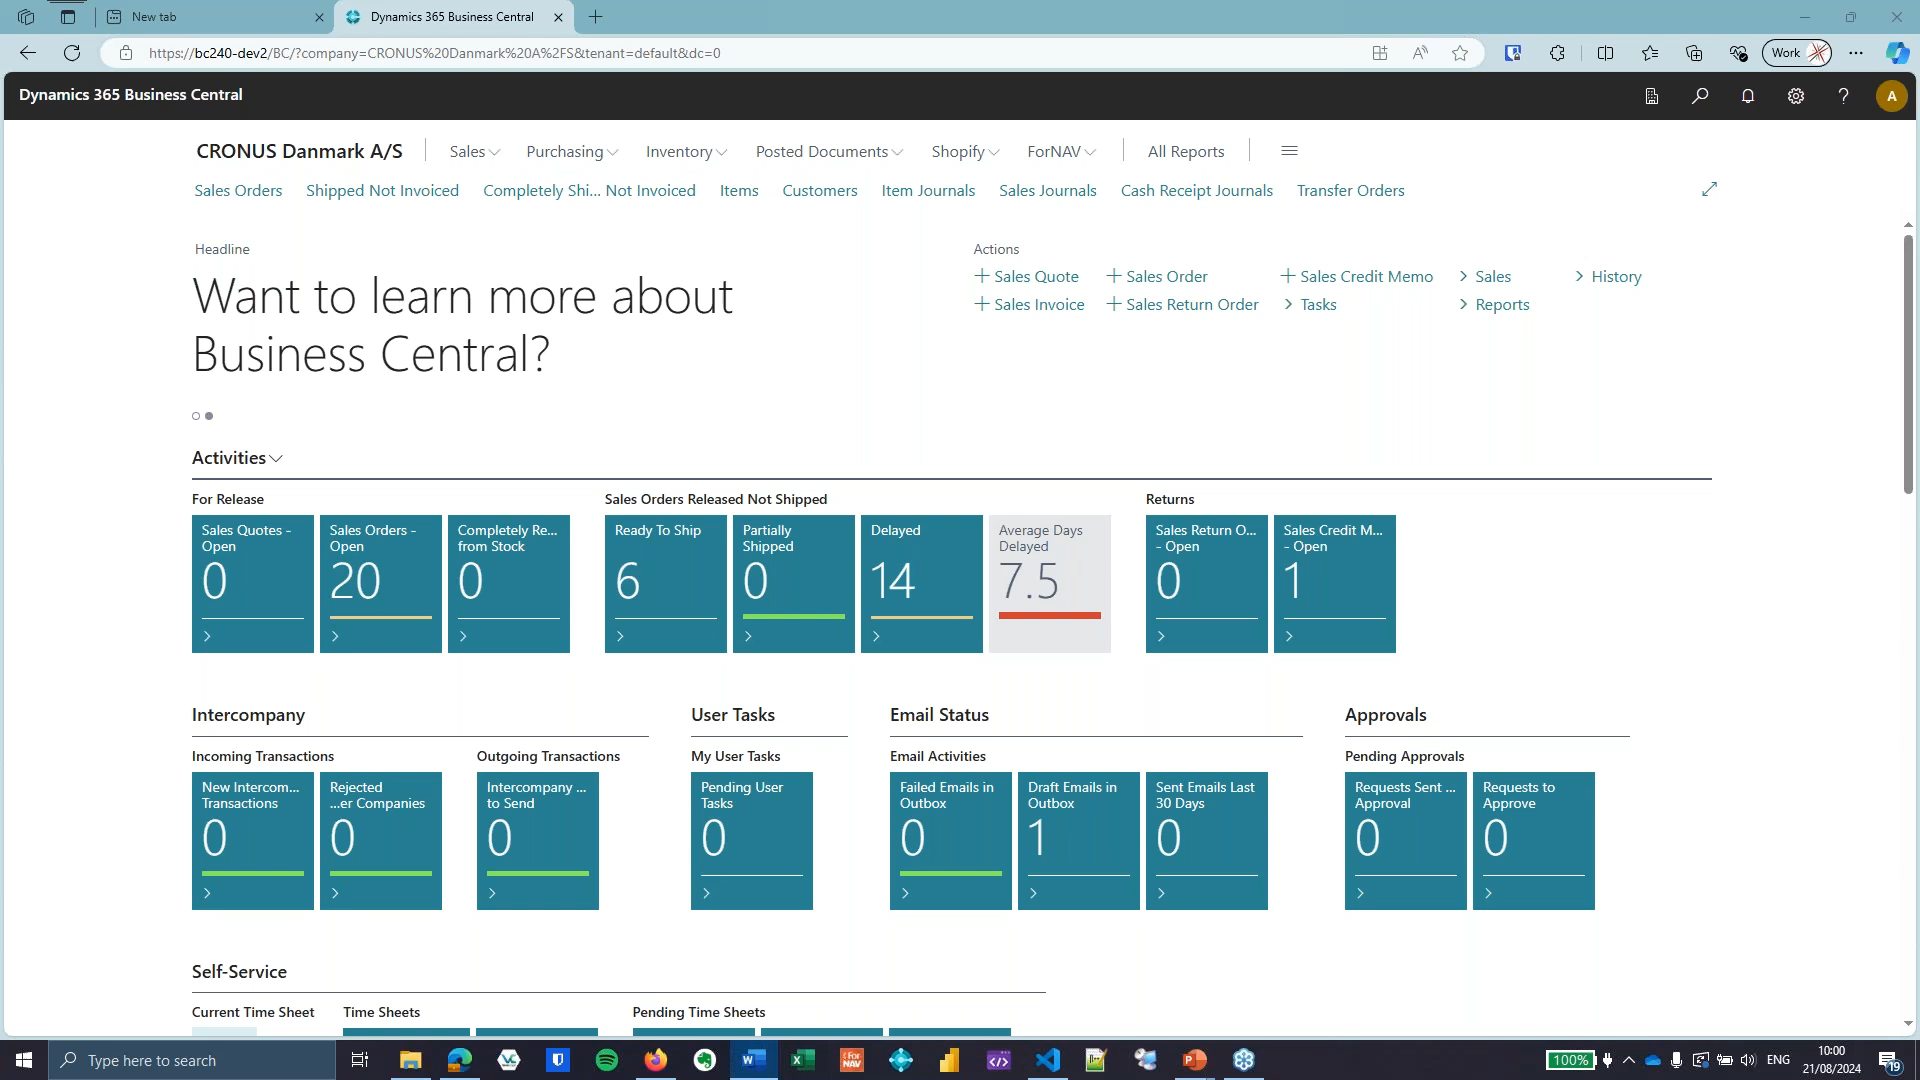 New tab
Dynamics 365 Business Central
https://bc240-dev2/BC/?company=CRONUS%20Danmark%20A%2FS&tenant=default&dc=0
Work
Dynamics 365 Business Central
A
CRONUS Danmark A/S
Sales
Purchasing
Inventory
Posted Documents
Shopify
ForNAV
All Reports
Sales Orders
Shipped Not Invoiced
Completely Shi... Not Invoiced
Items
Customers
Item Journals
Sales Journals
Cash Receipt Journals
Transfer Orders
Headline
Want to learn more about
Business Central?
Actions
Sales Quote
Sales Order
Sales Credit Memo
Sales
History
Sales Invoice
Sales Return Order
Tasks
Reports
Activities
For Release
Sales Orders Released Not Shipped
Returns
Sales Quotes -
Open
0
Sales Orders -
Open
20
Completely Re...
from Stock
0
Ready To Ship
6
Partially
Shipped
0
Delayed
14
Average Days
Delayed
7.5
Sales Return O...
- Open
0
Sales Credit M...
- Open
1
Intercompany
User Tasks
Email Status
Approvals
Incoming Transactions
Outgoing Transactions
My User Tasks
Email Activities
Pending Approvals
New Intercom...
Transactions
0
Rejected
...er Companies
0
Intercompany ...
to Send
0
Pending User
Tasks
0
Failed Emails in
Outbox
0
Draft Emails in
Outbox
1
Sent Emails Last
30 Days
0
Requests Sent ...
Approval
0
Requests to
Approve
0
Self-Service
Current Time Sheet
Time Sheets
Pending Time Sheets
Type here to search
100%
ENG
10:00
21/08/2024
19